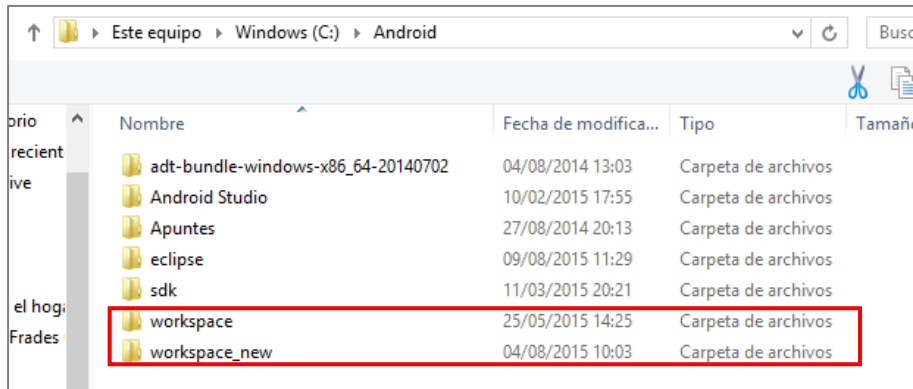 Este equipo Windows (C:) Android Busc
Nombre Fecha de modifica... Tipo Tamañ
orio
recient
ive
adt-bundle-windows-x86_64-20140702 04/08/2014 13:03 Carpeta de archivos
Android Studio 10/02/2015 17:55 Carpeta de archivos
Apuntes 27/08/2014 20:13 Carpeta de archivos
eclipse 09/08/2015 11:29 Carpeta de archivos
sdk 11/03/2015 20:21 Carpeta de archivos
el hoga
workspace 25/05/2015 14:25 Carpeta de archivos
Frades
workspace_new 04/08/2015 10:03 Carpeta de archivos